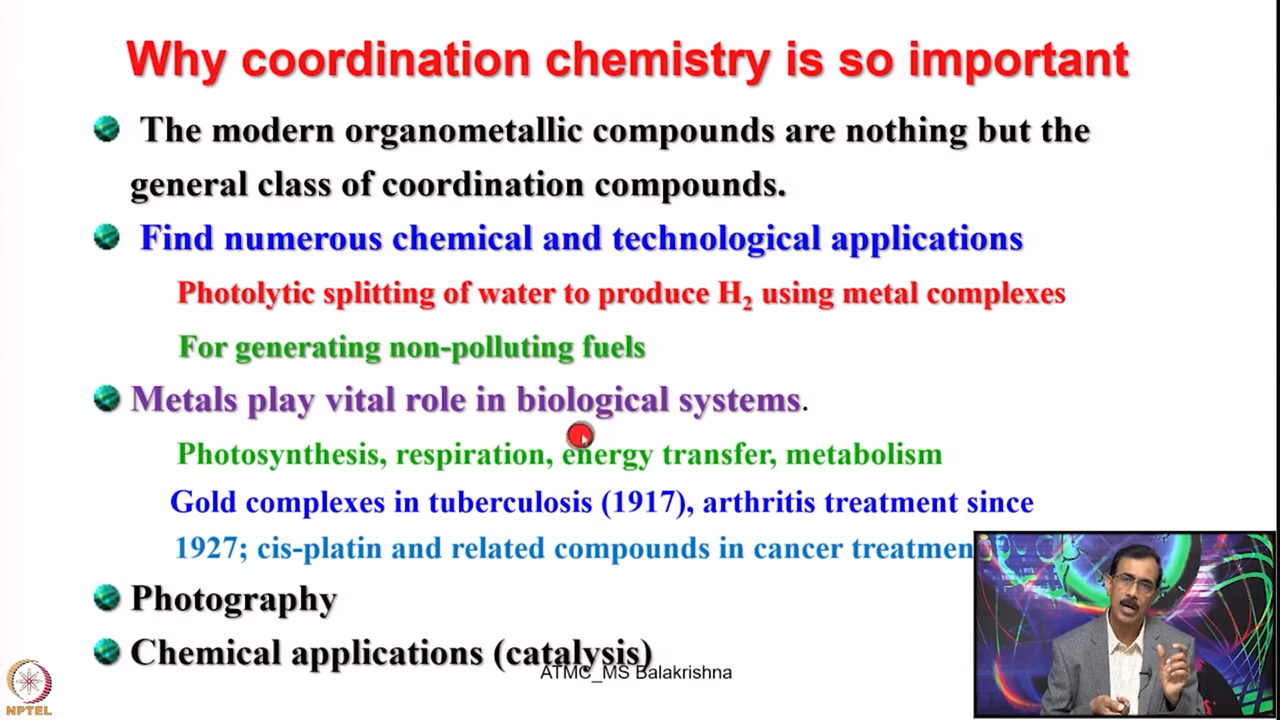 Why coordination chemistry is so important
The modern organometallic compounds are nothing but the
general class of coordination compounds.
Find numerous chemical and technological applications
Photolytic splitting of water to produce H₂ using metal complexes
For generating non-polluting fuels
Metals play vital role in biological systems.
Photosynthesis, respiration, energy transfer, metabolism
Gold complexes in tuberculosis (1917), arthritis treatment since
1927; cis-platin and related compounds in cancer treatmen
Photography
Chemical applications (catalysis)
ATMC_MS Balakrishna
NPTEL